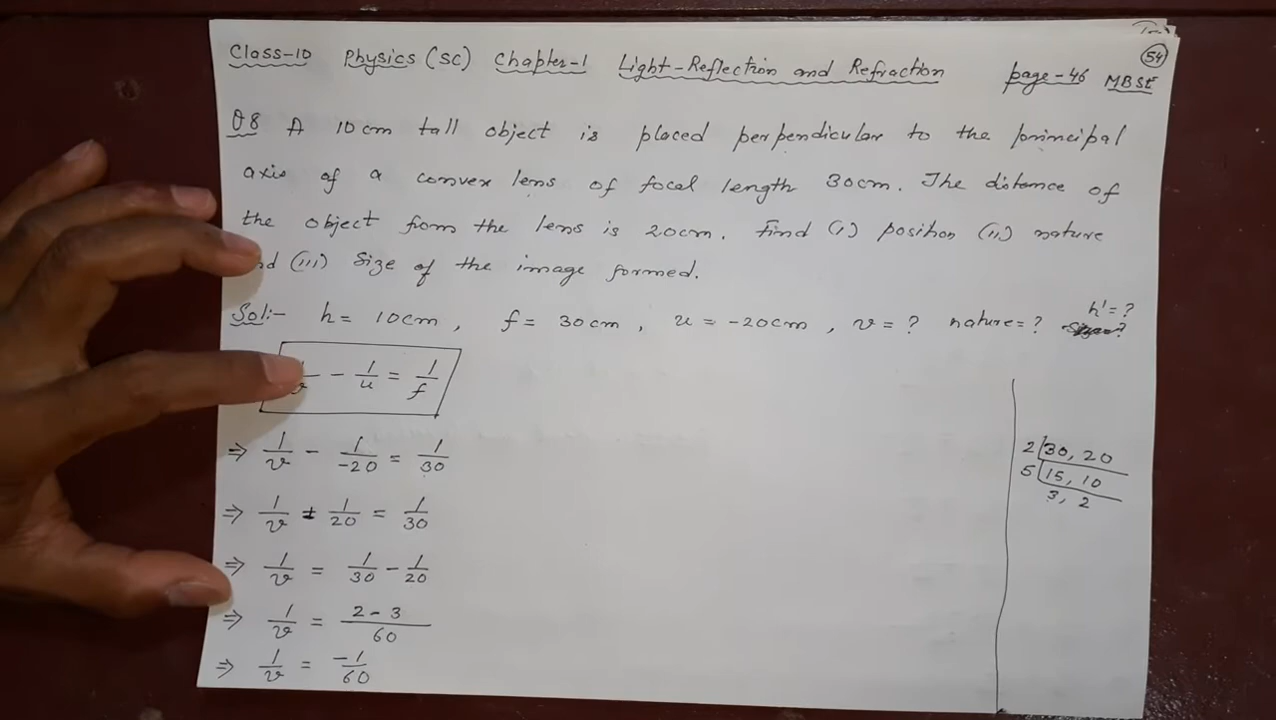 Class-10 Physics (SC) Chapter-1 Light-Reflection and Refraction page-46 MBSE
54
Q8 A 10cm tall object is placed perpendicular to the principal
axis of a convex lens of focal length 30cm. The distance of
the object from the lens is 20cm. Find (i) position (ii) nature
(iii) Size of the image formed.
Sol:- h = 10cm, f = 30cm, u = -20cm, v = ? nature = ? h' = ?
- 1/u = 1/f
⇒ 1/v - 1/-20 = 1/30
⇒ 1/v + 1/20 = 1/30
⇒ 1/v = 1/30 - 1/20
⇒ 1/v = 2-3/60
⇒ 1/v = -1/60
2 30, 20
5 15, 10
3, 2